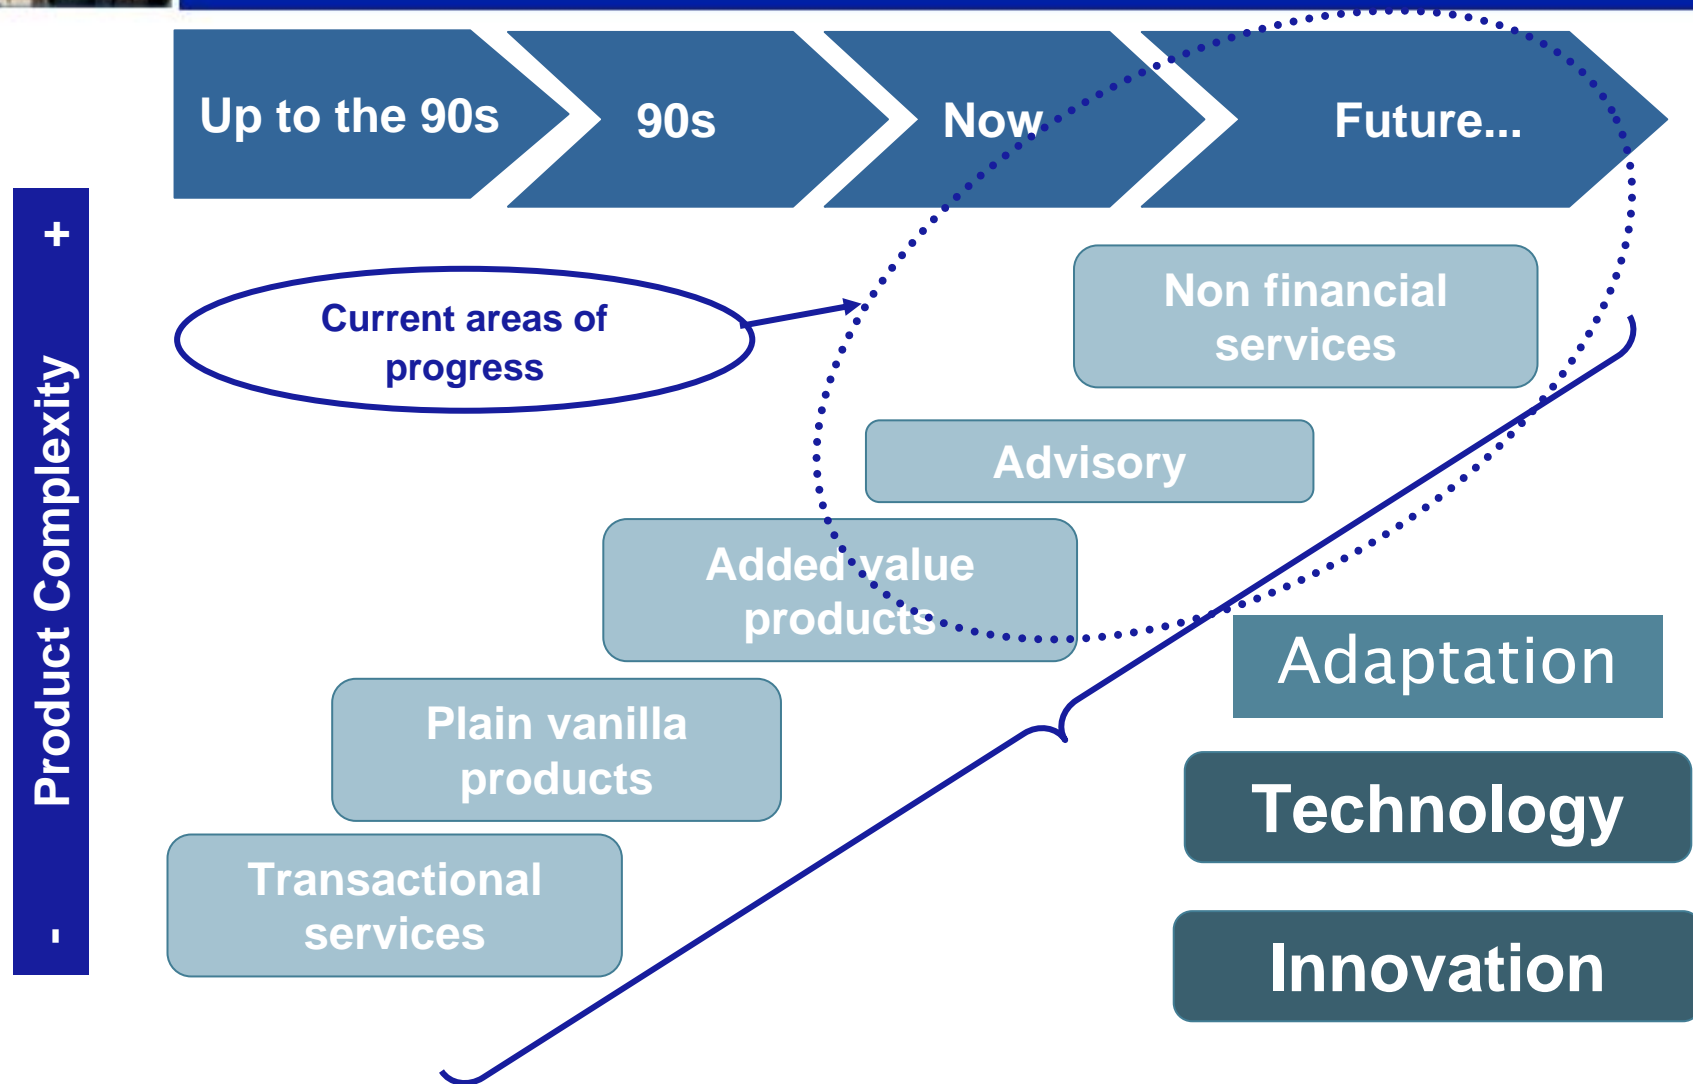 Up to the 90s
90s
Now
Future...
+
Product Complexity
-
Current areas of
progress
Non financial
services
Advisory
Added value
products
Plain vanilla
products
Transactional
services
Adaptation
Technology
Innovation